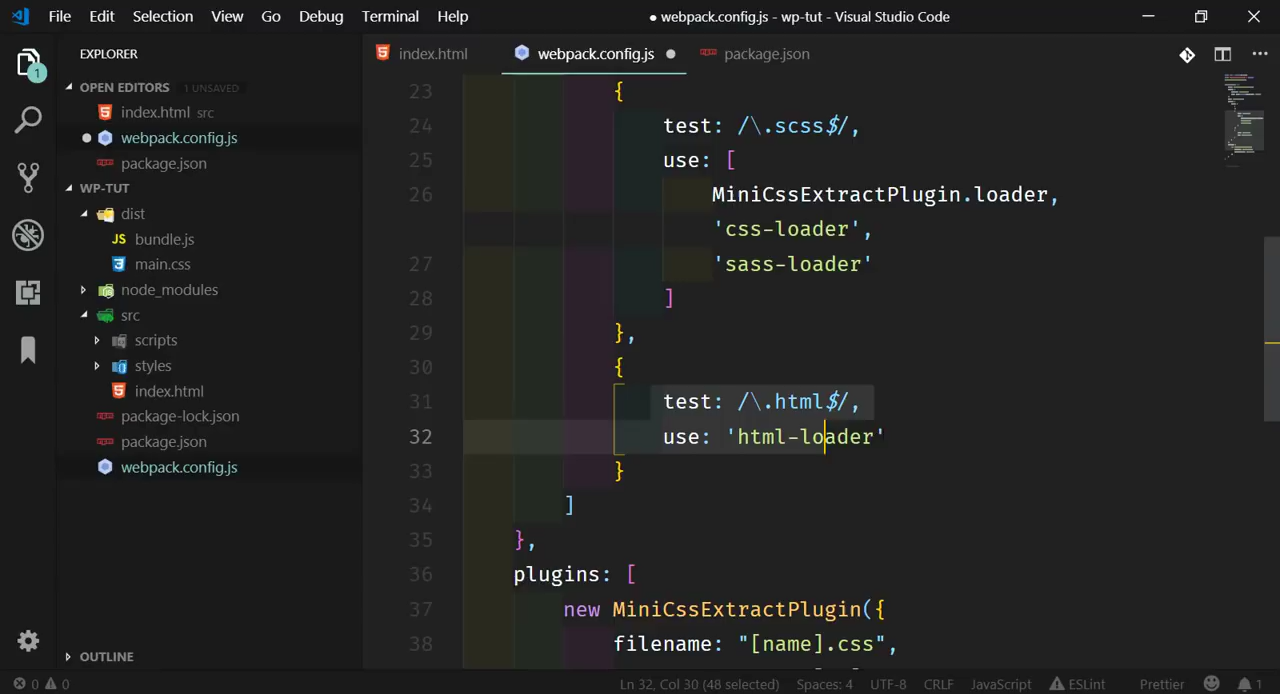 File Edit Selection View Go Debug Terminal Help
● webpack.config.js - wp-tut - Visual Studio Code
EXPLORER
index.html
webpack.config.js
package.json
1
OPEN EDITORS 1 UNSAVED
index.html src
webpack.config.js
package.json
WP-TUT
dist
JS bundle.js
main.css
node_modules
src
scripts
styles
index.html
package-lock.json
package.json
webpack.config.js
OUTLINE
23 {
24 test: /\.scss$/,
25 use: [
26 MiniCssExtractPlugin.loader,
'css-loader',
27 'sass-loader'
28 ]
29 },
30 {
31 test: /\.html$/,
32 use: 'html-loader'
33 }
34 ]
35 },
36 plugins: [
37 new MiniCssExtractPlugin({
38 filename: "[name].css",
0 0
Ln 32, Col 30 (48 selected) Spaces: 4 UTF-8 CRLF JavaScript ESLint Prettier 1